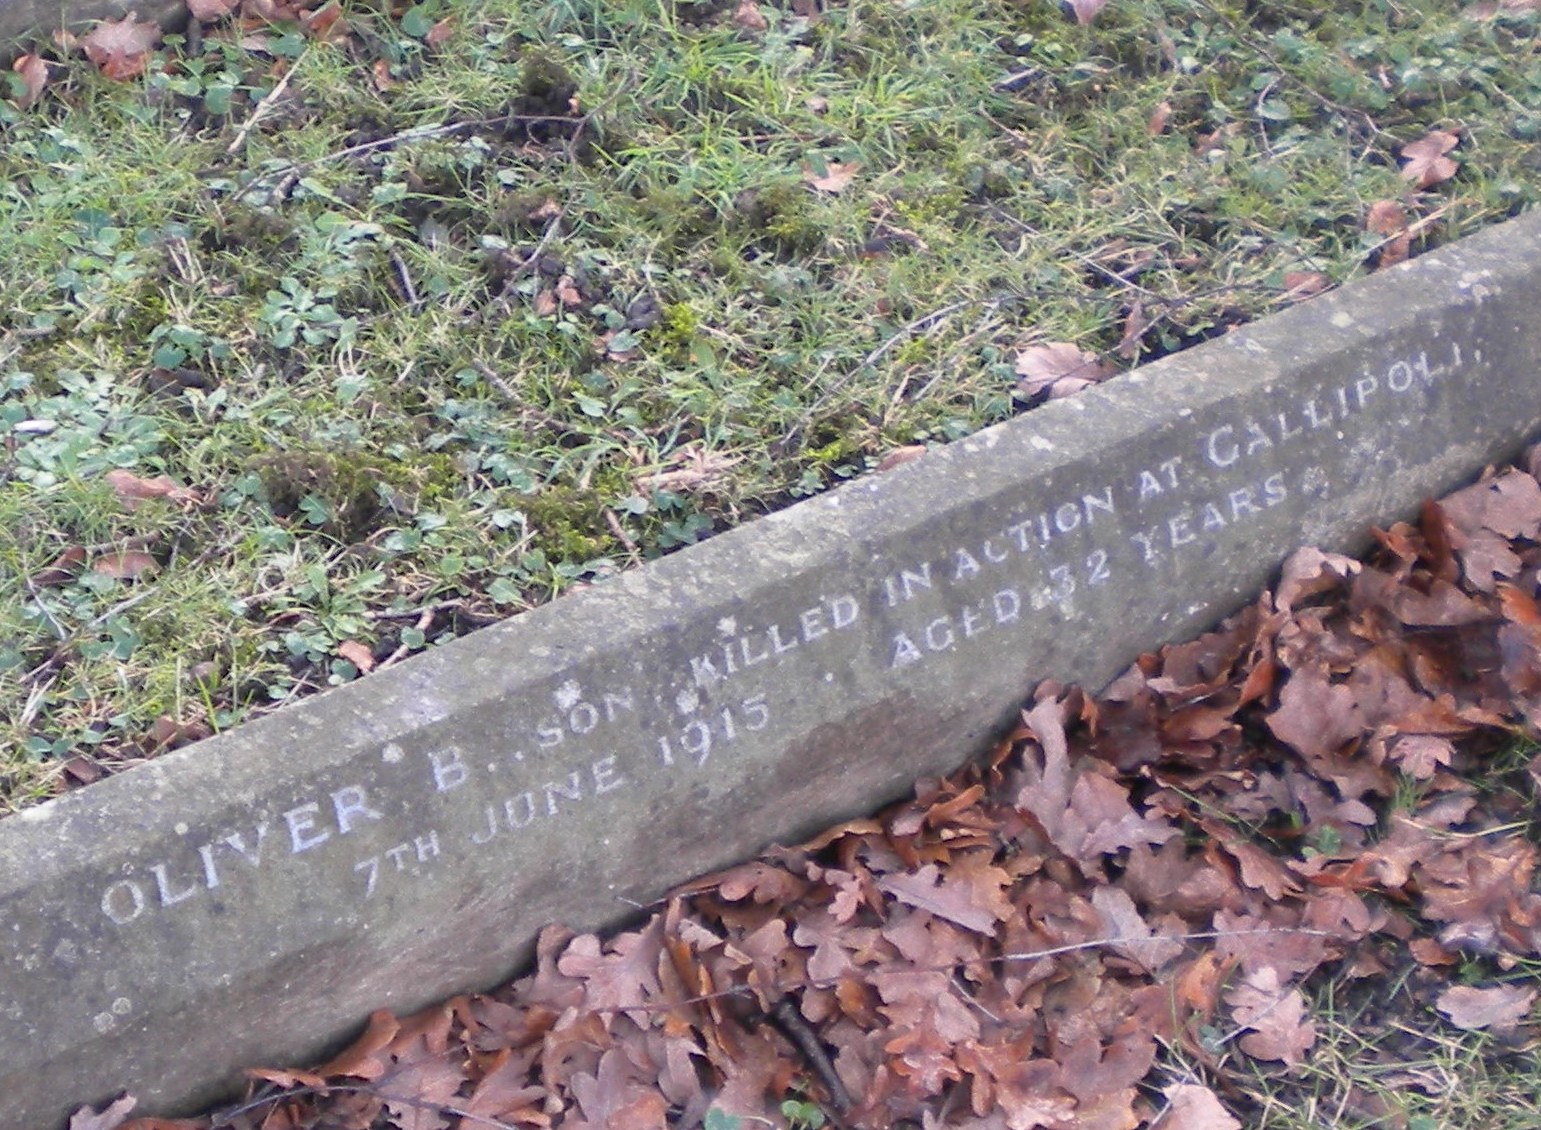 OLIVER B.. SON KILLED IN ACTION AT GALLIPOLI,
7TH JUNE 1915. AGED 32 YEARS.